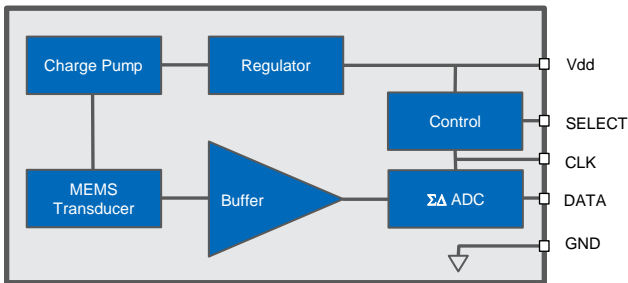 Charge Pump
Regulator
Vdd
Control
SELECT
CLK
MEMS
Transducer
Buffer
ΣΔ ADC
DATA
GND